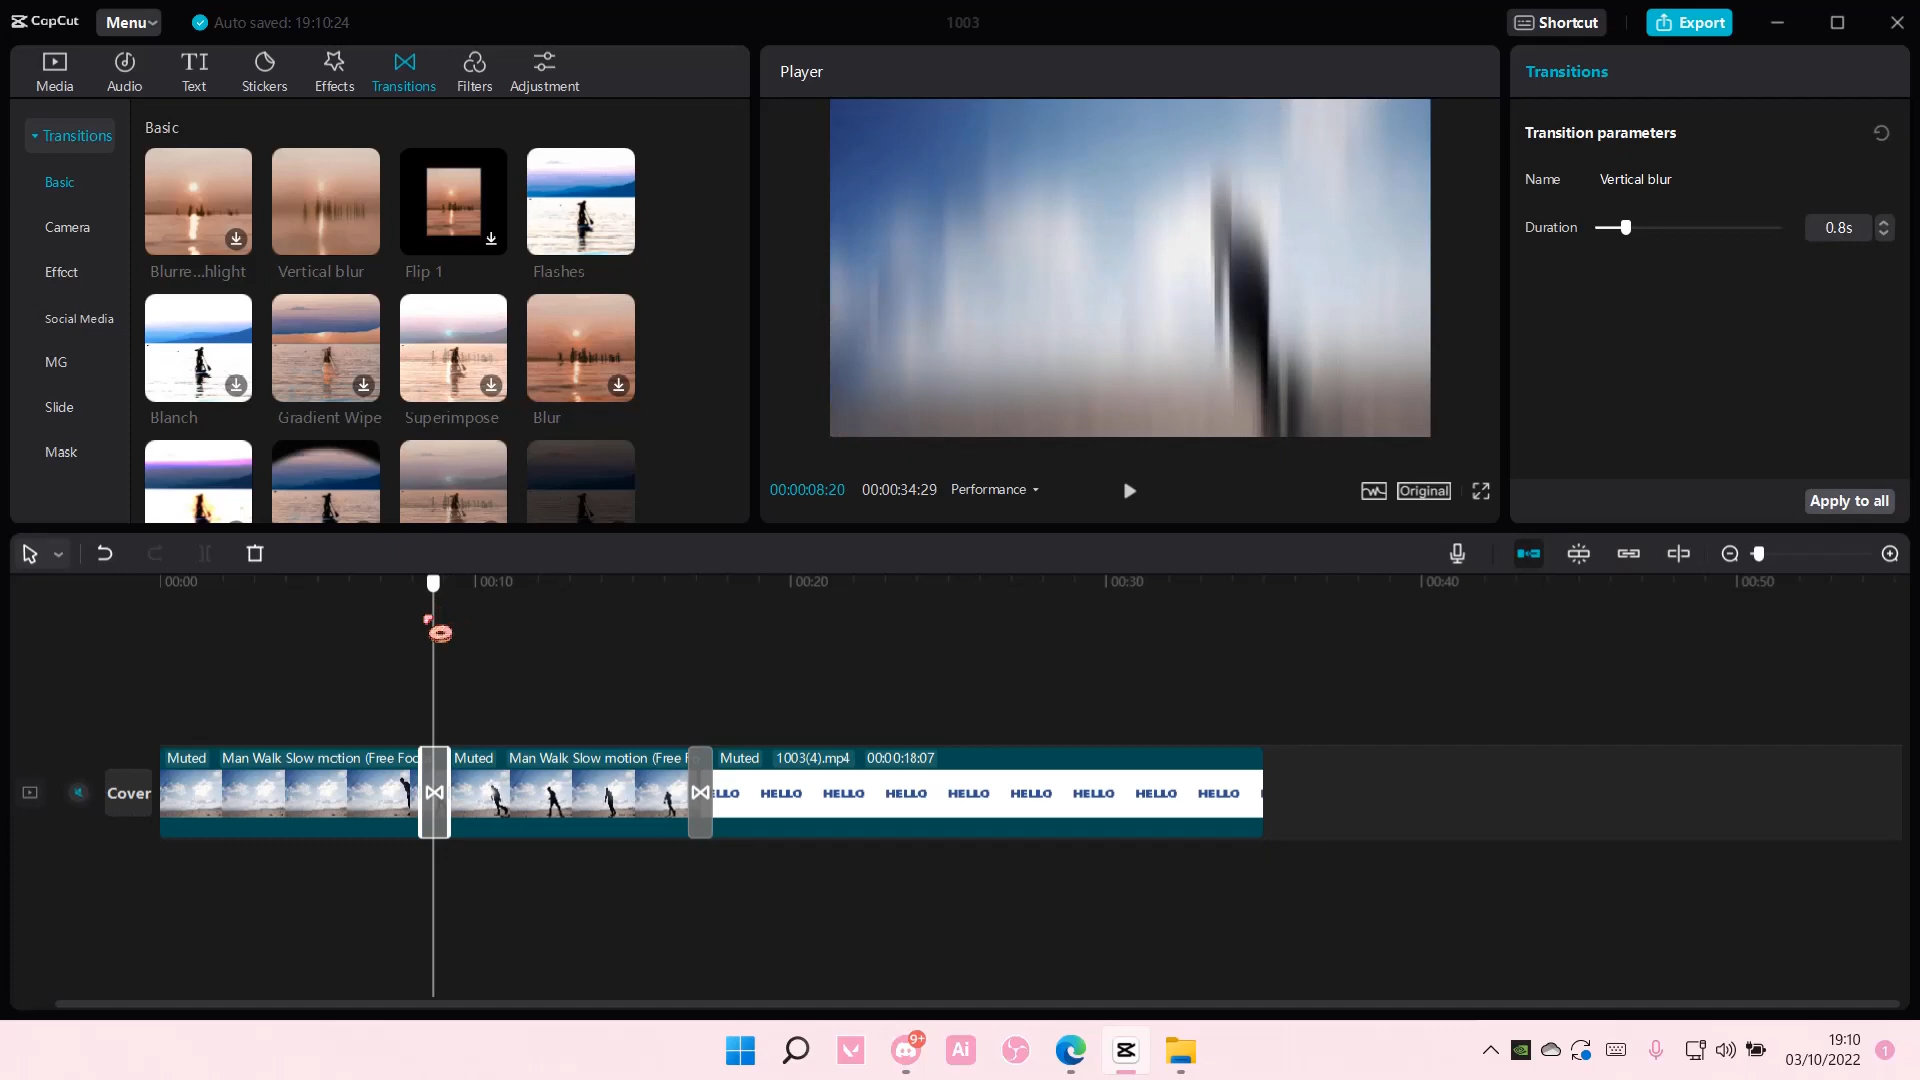 CapCut
Menu
Auto saved: 19:10:24
1003
Shortcut
Export
Media
Audio
Text
Stickers
Effects
Transitions
Filters
Adjustment
Player
Transitions
Transitions
Basic
Camera
Effect
Social Media
MG
Slide
Mask
Basic
Blurre...hlight
Vertical blur
Flip 1
Flashes
Blanch
Gradient Wipe
Superimpose
Blur
00:00:08:20
00:00:34:29
Performance
Original
Transition parameters
Name
Vertical blur
Duration
0.8s
Apply to all
00:00
00:10
00:20
00:30
00:40
00:50
Cover
Muted
Man Walk Slow motion (Free Foo
Muted
Man Walk Slow motion (Free F
Muted
1003(4).mp4
00:00:18:07
ELLO HELLO HELLO HELLO HELLO HELLO HELLO HELLO HELLO
9+
Ai
19:10
03/10/2022
1